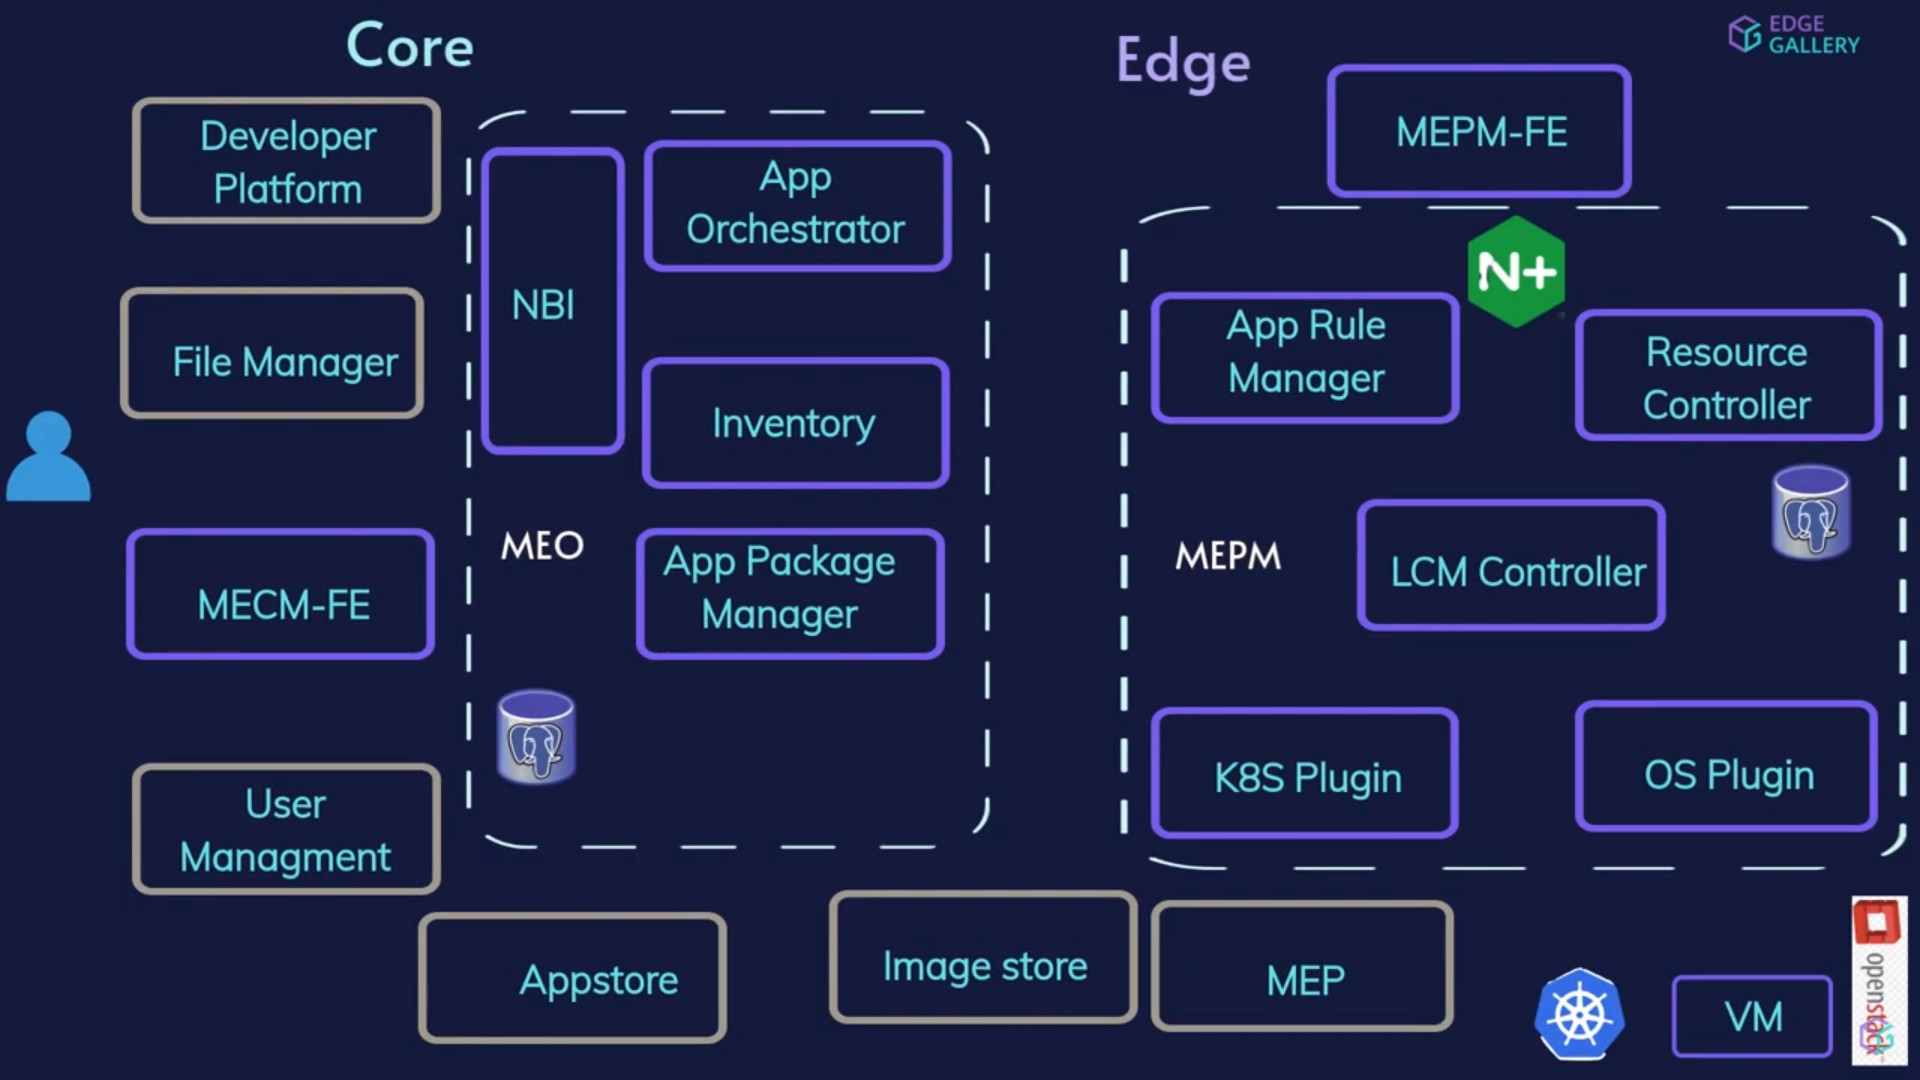 Core
Edge
EDGE
GALLERY
Developer
Platform
File Manager
MECM-FE
User
Managment
NBI
App
Orchestrator
Inventory
MEO
App Package
Manager
MEPM-FE
N+
App Rule
Manager
Resource
Controller
MEPM
LCM Controller
K8S Plugin
OS Plugin
Appstore
Image store
MEP
VM
openstack